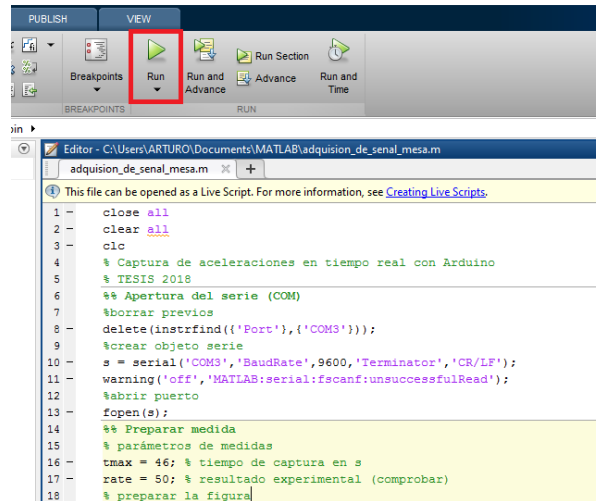 PUBLISH VIEW
Breakpoints Run Run and Advance Run Section Advance Run and Time
BREAKPOINTS RUN
Editor - C:\Users\ARTURO\Documents\MATLAB\adquision_de_senal_mesa.m
adquision_de_senal_mesa.m × +
This file can be opened as a Live Script. For more information, see Creating Live Scripts.
1 - close all
2 - clear all
3 - clc
4 % Captura de aceleraciones en tiempo real con Arduino
5 % TESIS 2018
6 %% Apertura del serie (COM)
7 %borrar previos
8 - delete(instrfind({'Port'},{'COM3'}));
9 %crear objeto serie
10 - s = serial('COM3','BaudRate',9600,'Terminator','CR/LF');
11 - warning('off','MATLAB:serial:fscanf:unsuccessfulRead');
12 %abrir puerto
13 - fopen(s);
14 %% Preparar medida
15 % parámetros de medidas
16 - tmax = 46; % tiempo de captura en s
17 - rate = 50; % resultado experimental (comprobar)
18 % preparar la figura